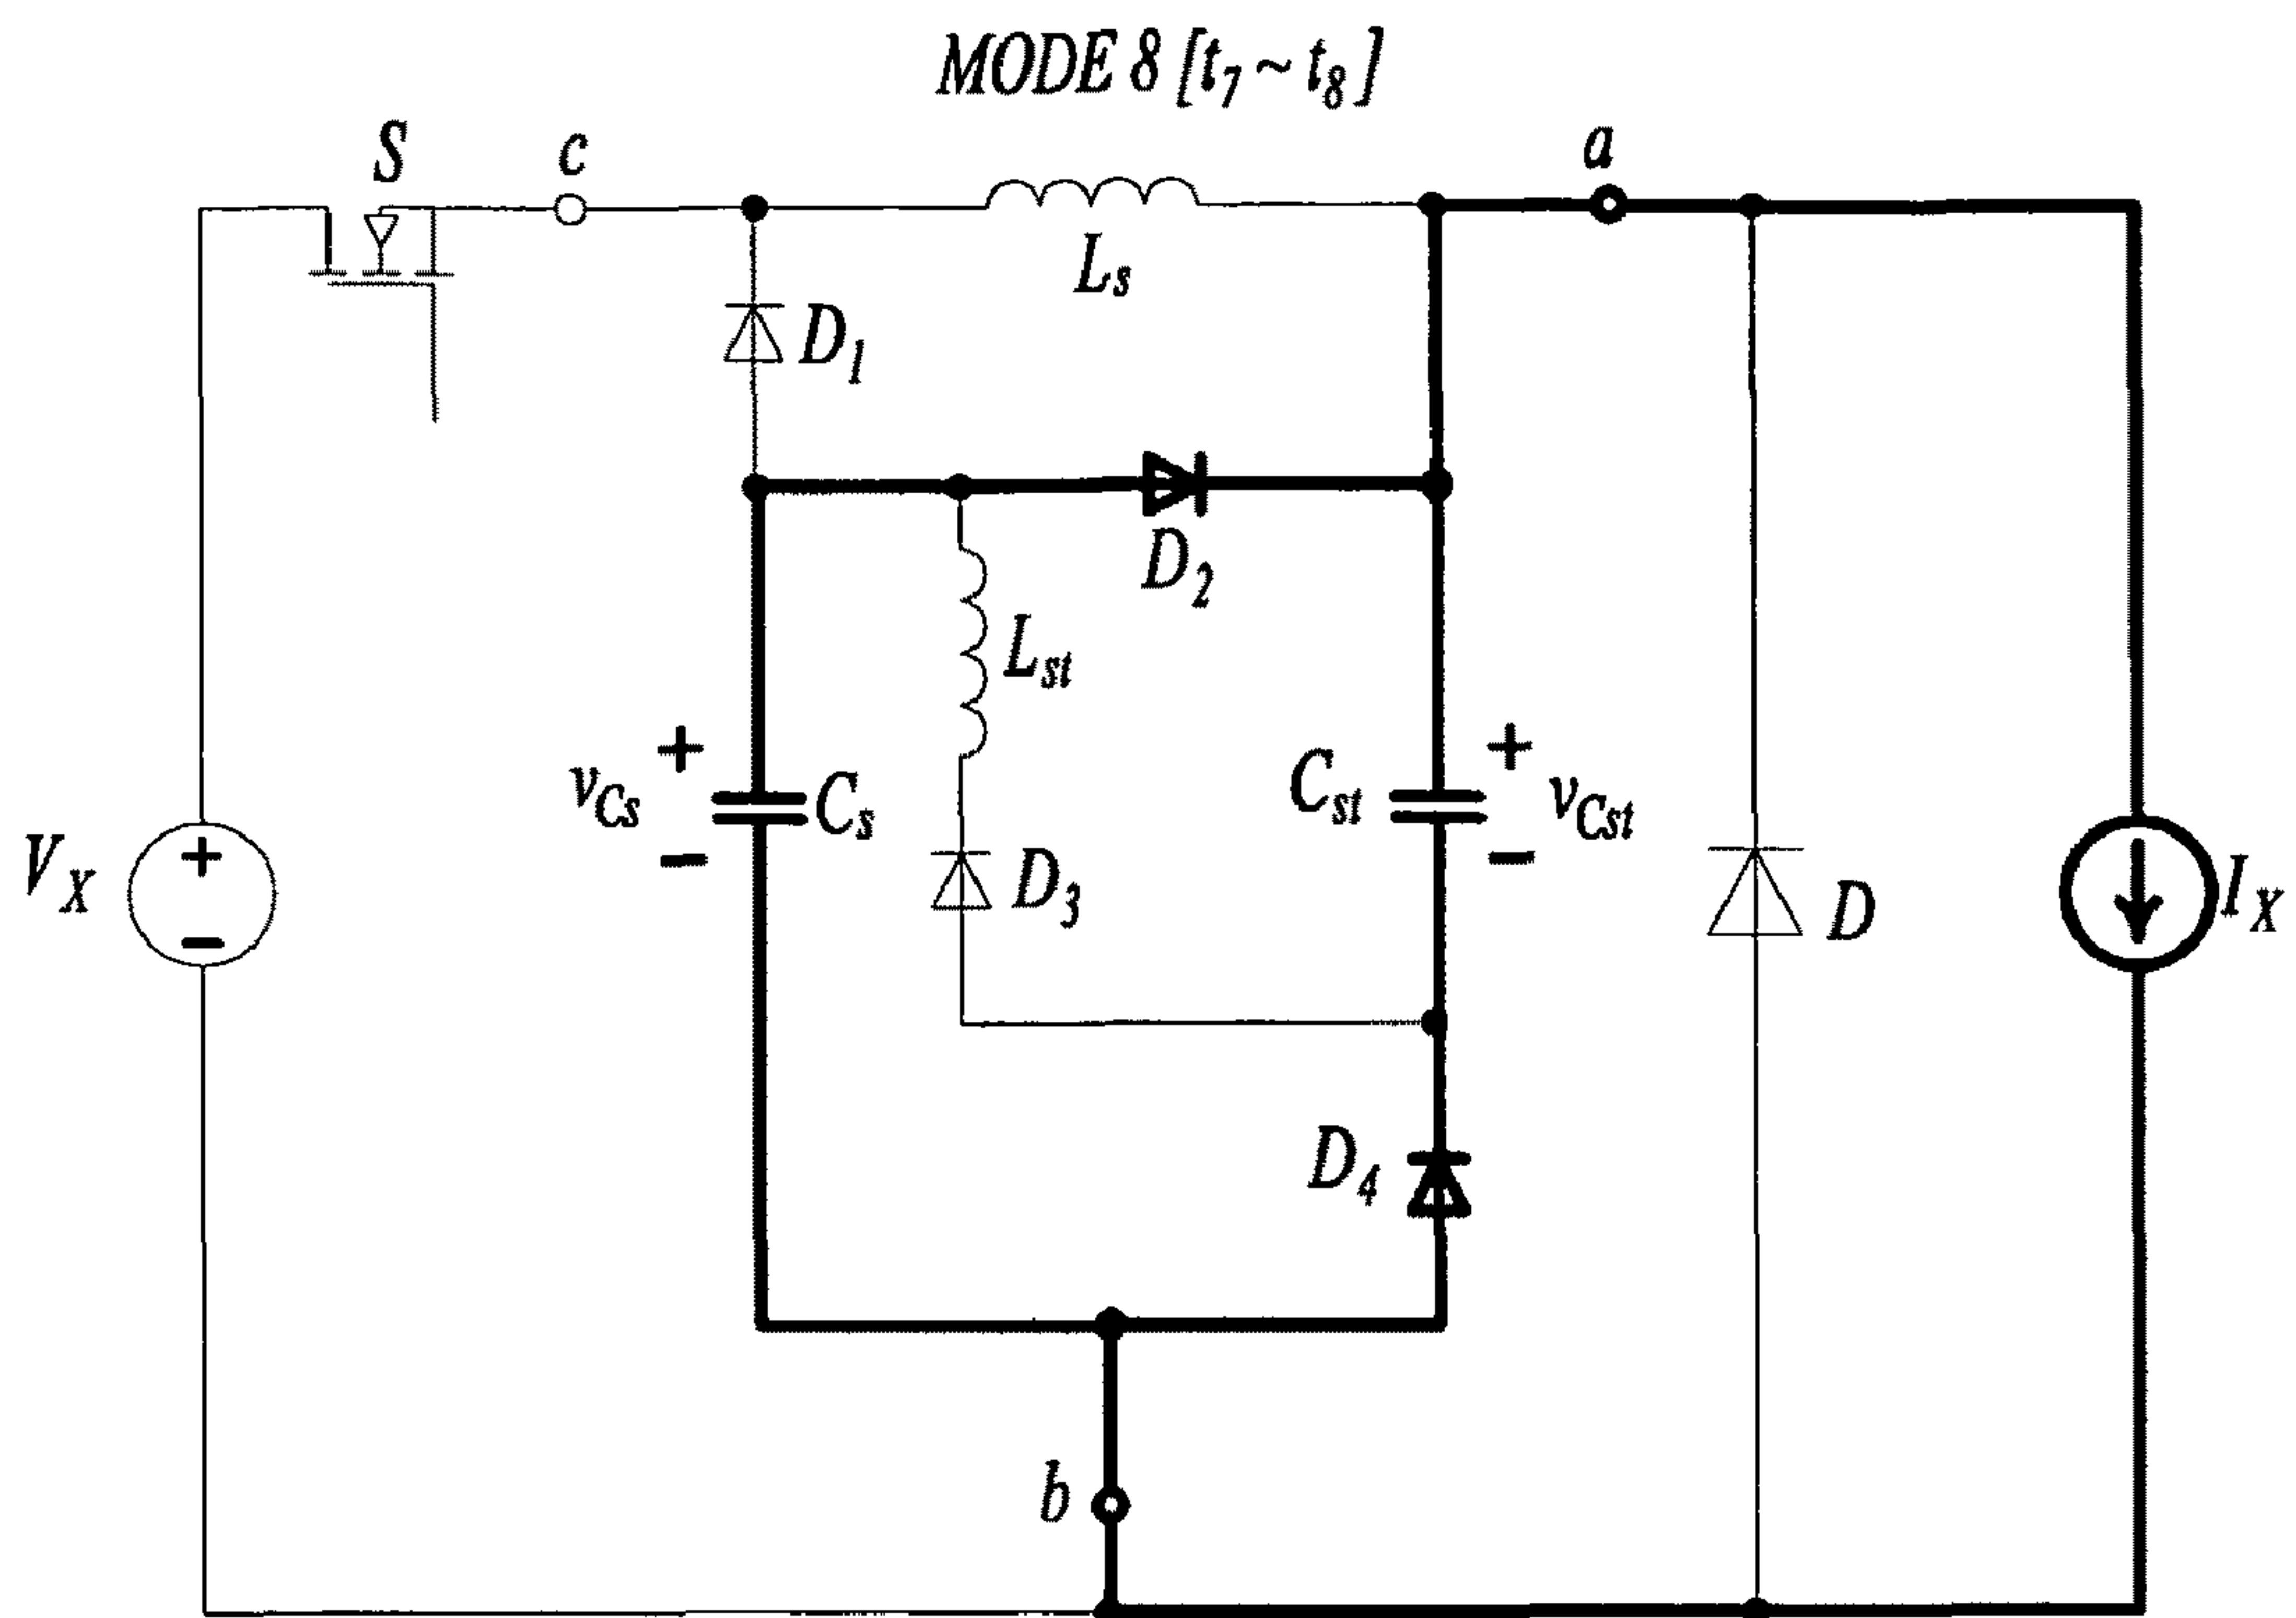 MODE 8 [t7 ~ t8]
S
c
a
Ls
D1
D2
Lst
+
vCs
-
Cs
Cst
+
vCst
-
D3
VX
+
-
D
IX
D4
b